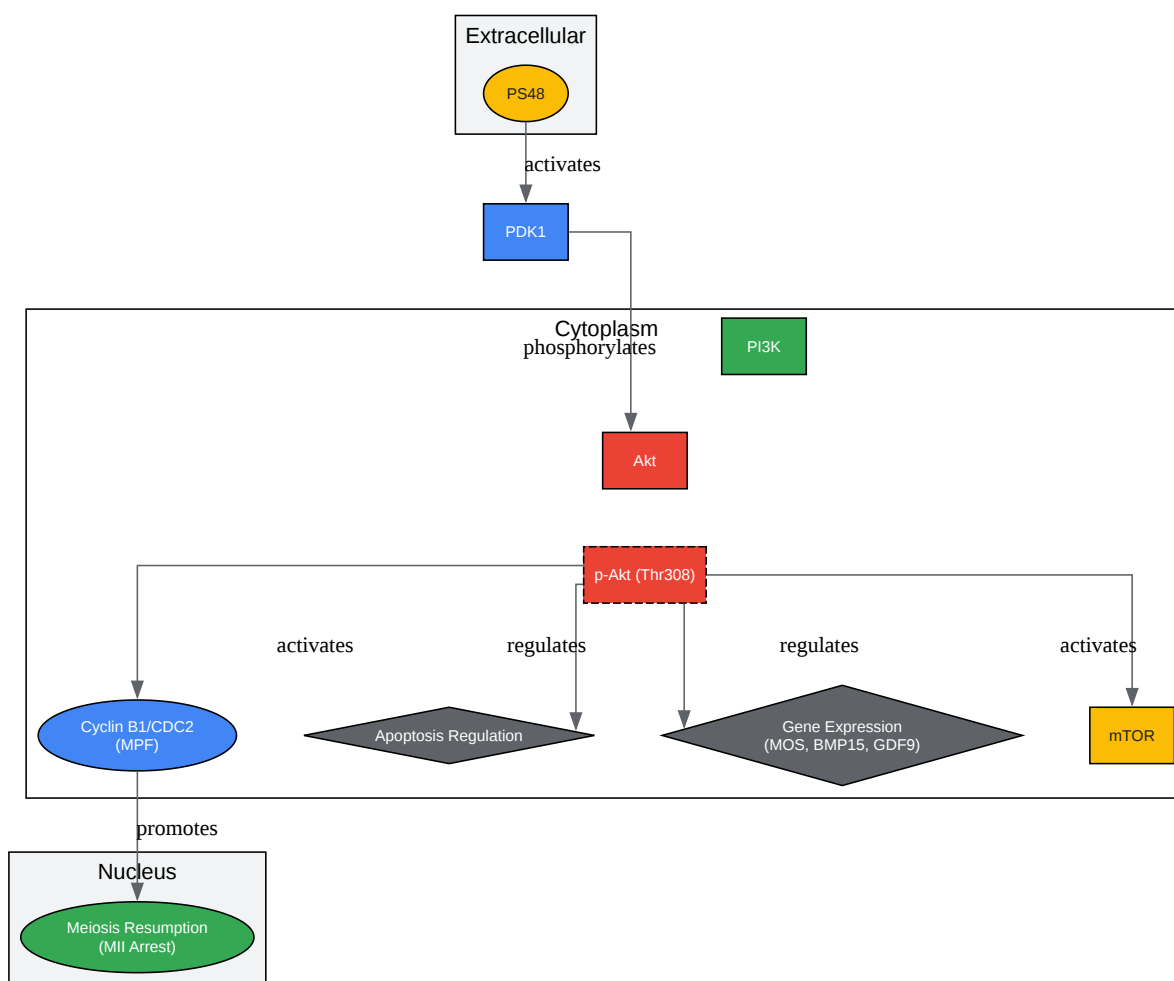 Extracellular
PS48
activates
PDK1
Cytoplasm
phosphorylates
PI3K
Akt
p-Akt (Thr308)
activates
regulates
regulates
activates
Cyclin B1/CDC2
(MPF)
Apoptosis Regulation
Gene Expression
(MOS, BMP15, GDF9)
mTOR
promotes
Nucleus
Meiosis Resumption
(MII Arrest)